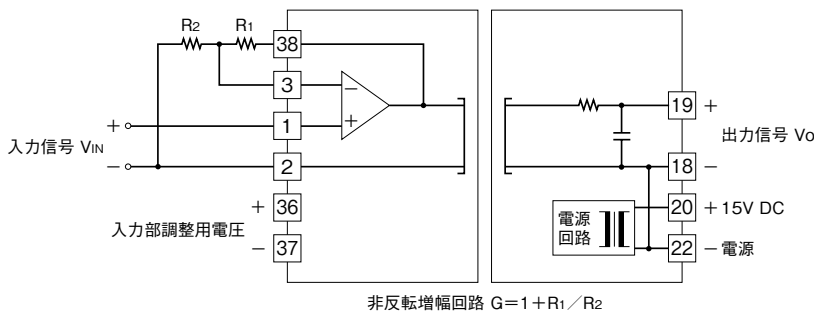 R2 R1
38
3
1
2
36
37
入力信号 VIN
+
−
−
+
入力部調整用電圧
+
−
19
18
20
22
+
出力信号 Vo
−
+15V DC
−電源
電源
回路
非反転増幅回路 G=1+R1/R2